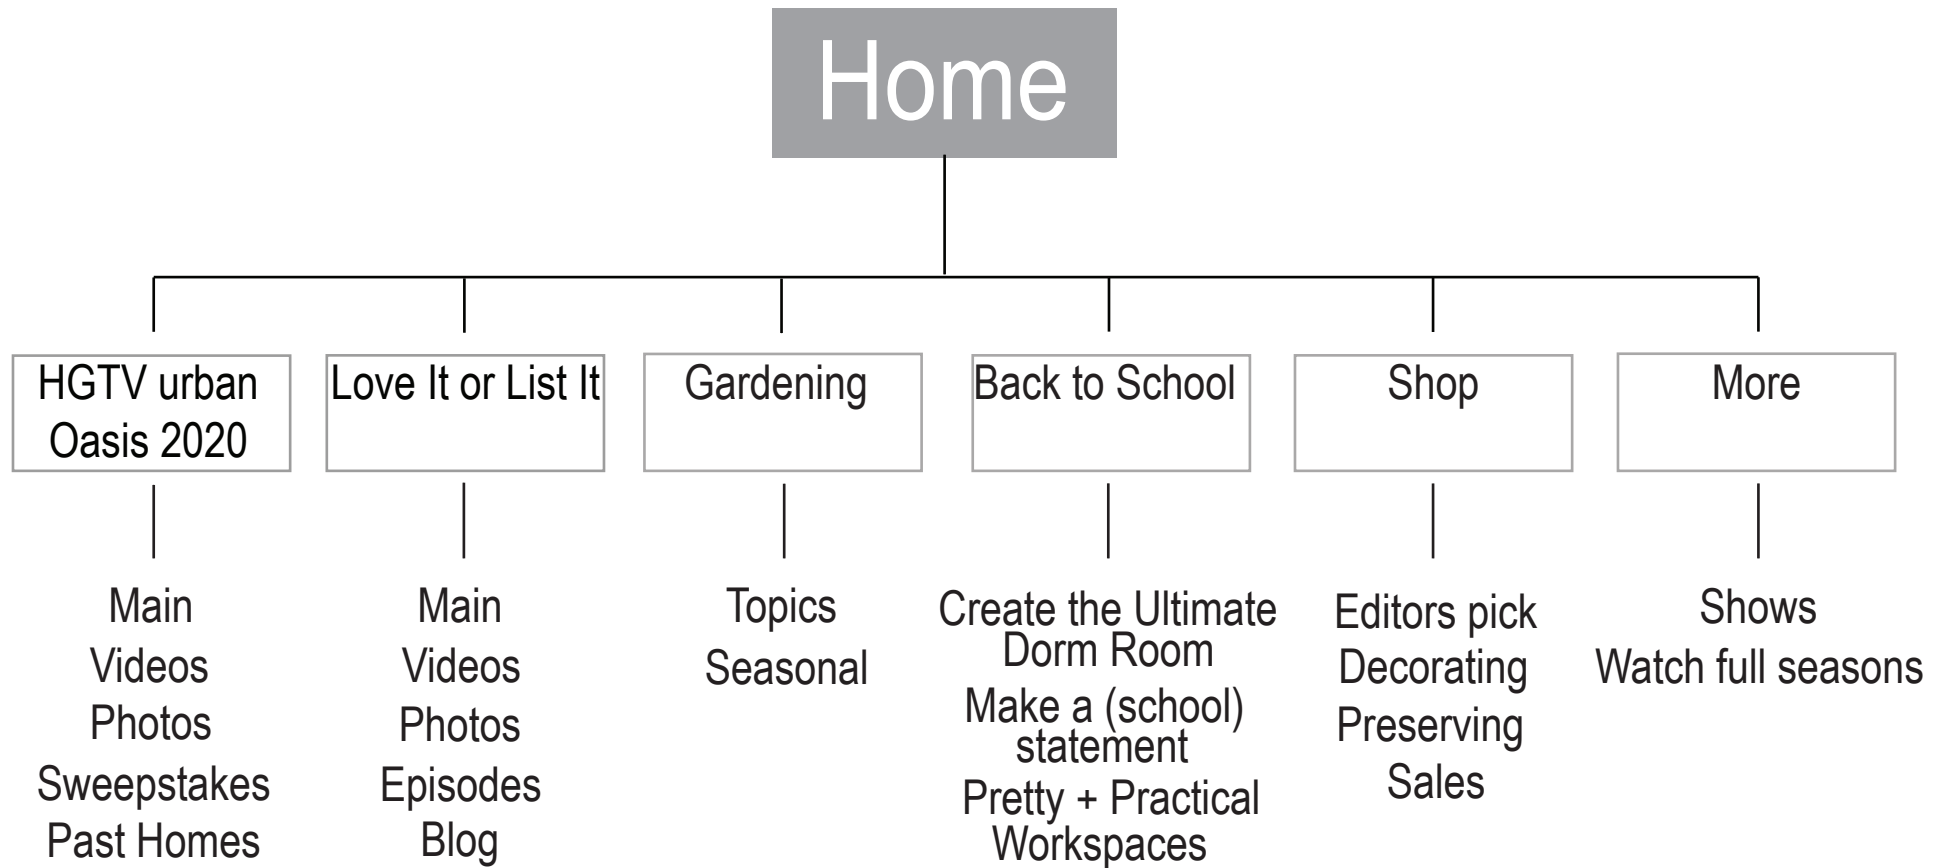 Home
HGTV urban
Oasis 2020
Love It or List It
Gardening
Back to School
Shop
More
Main
Videos
Photos
Sweepstakes
Past Homes
Main
Videos
Photos
Episodes
Blog
Topics
Seasonal
Create the Ultimate
Dorm Room
Make a (school)
statement
Pretty + Practical
Workspaces
Editors pick
Decorating
Preserving
Sales
Shows
Watch full seasons